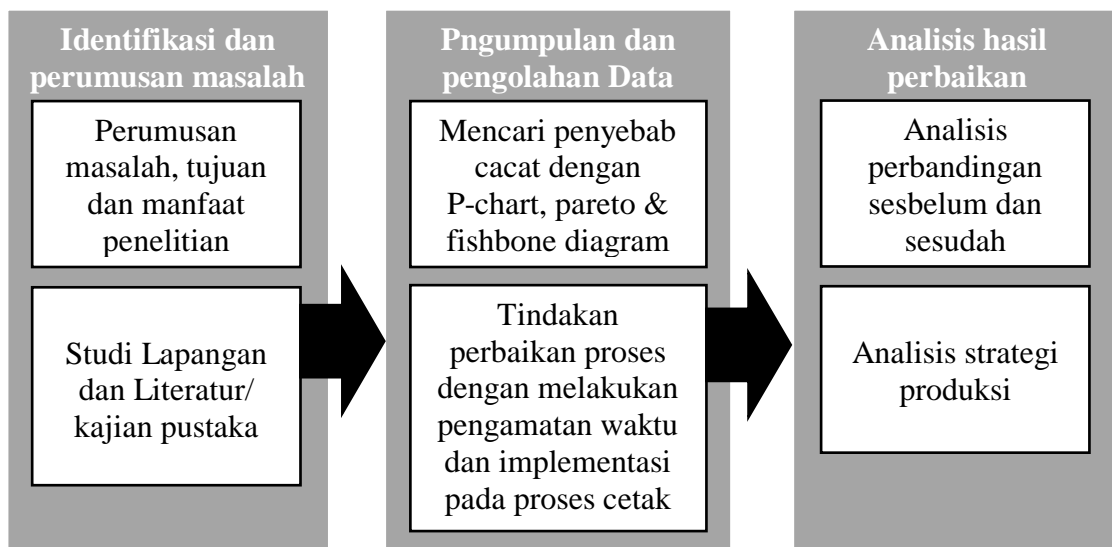 Identifikasi dan
perumusan masalah
Perumusan
masalah, tujuan
dan manfaat
penelitian
Studi Lapangan
dan Literatur/
kajian pustaka
Pngumpulan dan
pengolahan Data
Mencari penyebab
cacat dengan
P-chart, pareto &
fishbone diagram
Tindakan
perbaikan proses
dengan melakukan
pengamatan waktu
dan implementasi
pada proses cetak
Analisis hasil
perbaikan
Analisis
perbandingan
sesbelum dan
sesudah
Analisis strategi
produksi